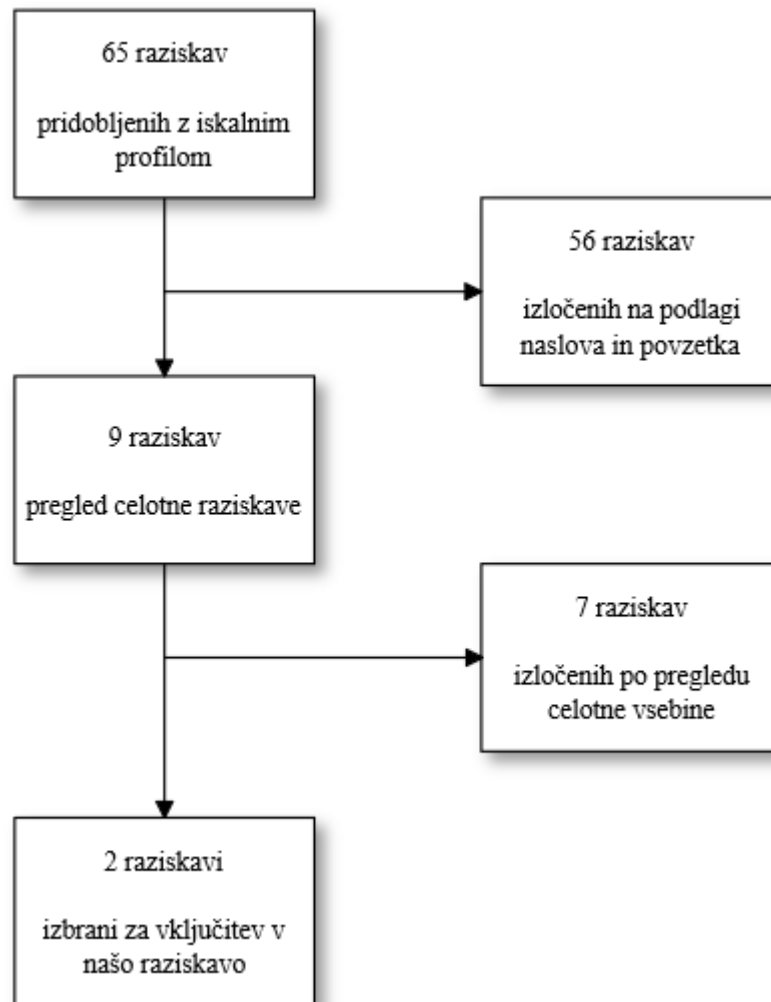 65 raziskav
pridobljenih z iskalnim
profilom
56 raziskav
izločenih na podlagi
naslova in povzetka
9 raziskav
pregled celotne raziskave
7 raziskav
izločenih po pregledu
celotne vsebine
2 raziskavi
izbrani za vključitev v
našo raziskavo